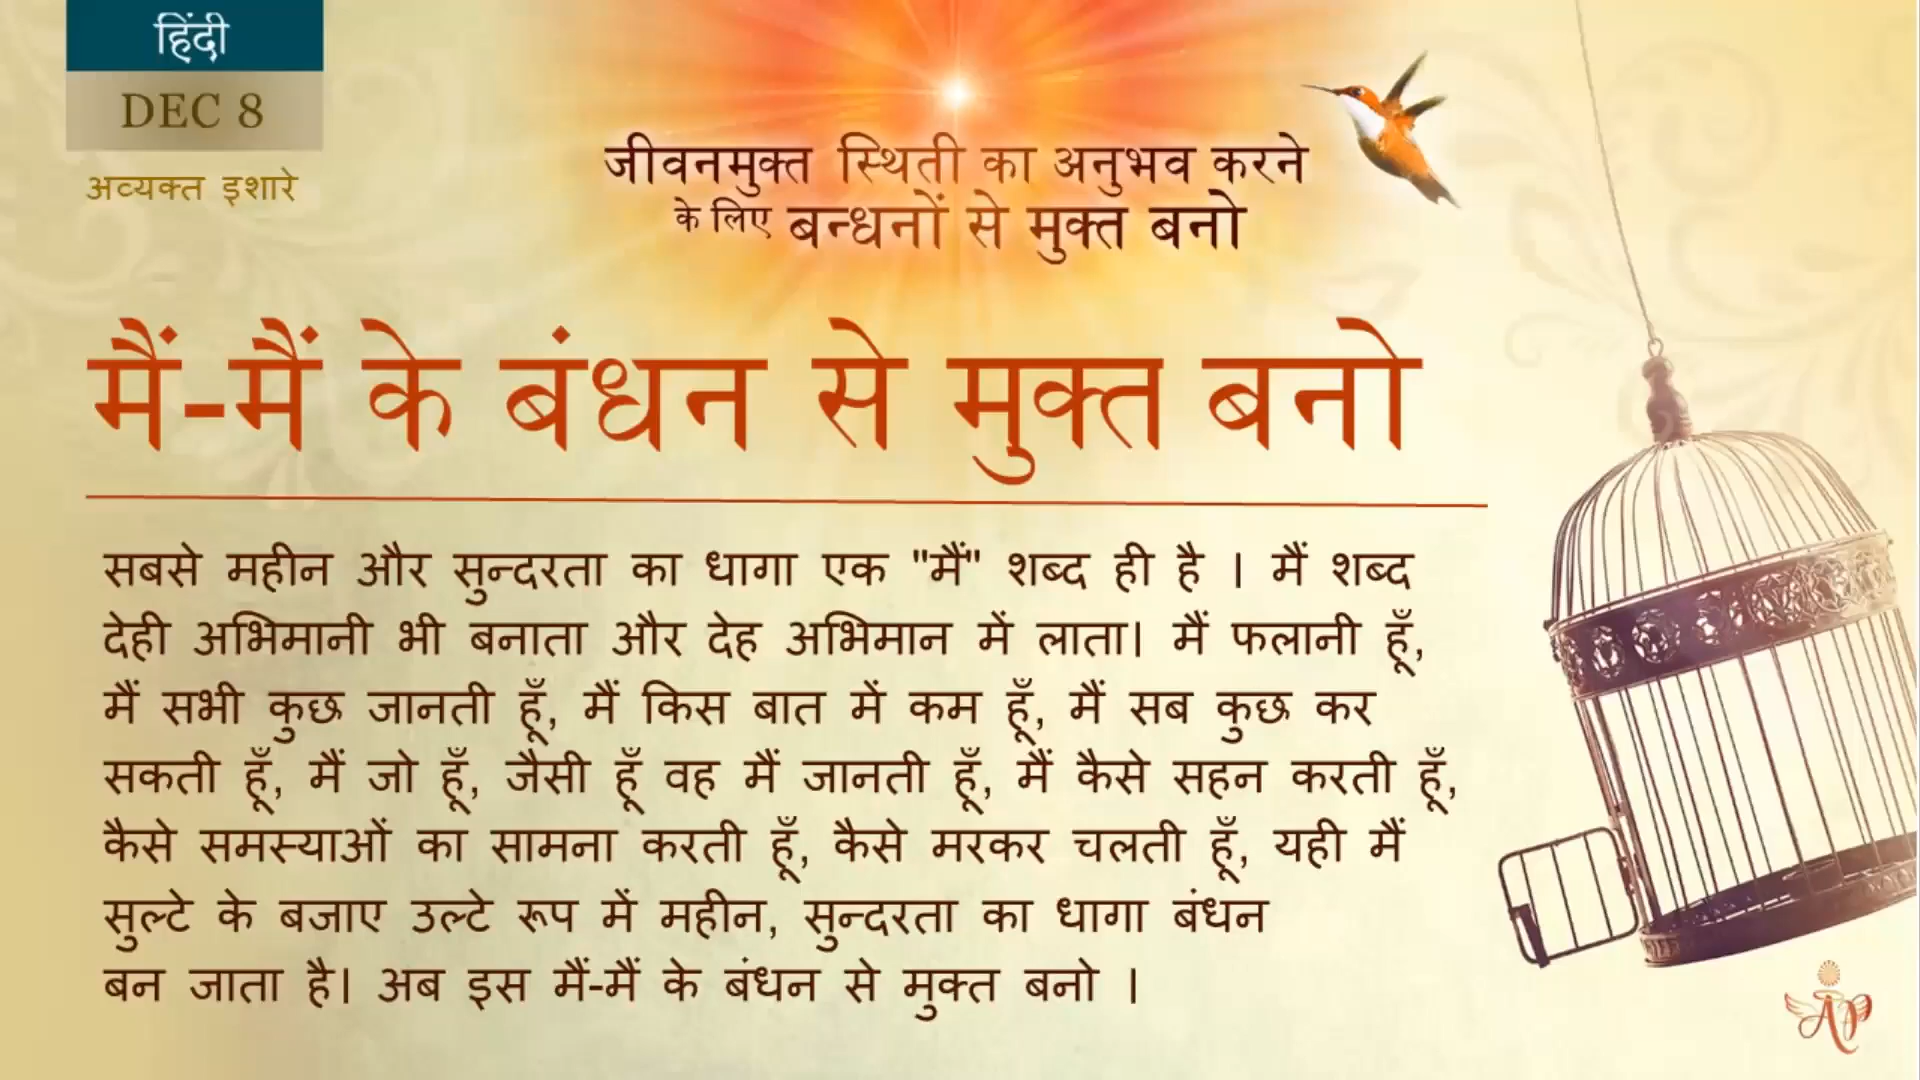 हिंदी
DEC 8
अव्यक्त इशारे
जीवनमुक्त स्थिती का अनुभव करने
के लिए बन्धनों से मुक्त बनो
मैं-मैं के बंधन से मुक्त बनो
सबसे महीन और सुन्दरता का धागा एक "मैं" शब्द ही है । मैं शब्द
देही अभिमानी भी बनाता और देह अभिमान में लाता। मैं फलानी हूँ,
मैं सभी कुछ जानती हूँ, मैं किस बात में कम हूँ, मैं सब कुछ कर
सकती हूँ, मैं जो हूँ, जैसी हूँ वह मैं जानती हूँ, मैं कैसे सहन करती हूँ,
कैसे समस्याओं का सामना करती हूँ, कैसे मरकर चलती हूँ, यही मैं
सुल्टे के बजाए उल्टे रूप में महीन, सुन्दरता का धागा बंधन
बन जाता है। अब इस मैं-मैं के बंधन से मुक्त बनो ।